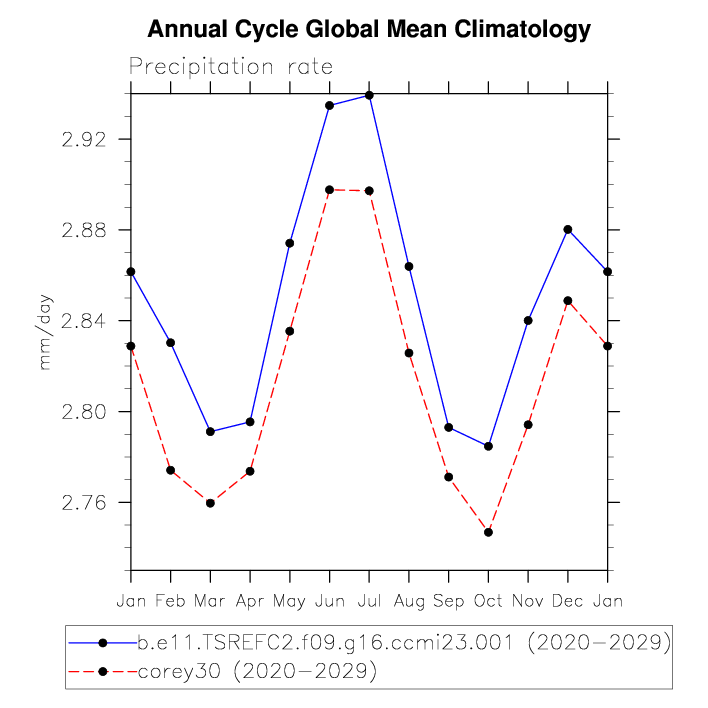 Annual Cycle Global Mean Climatology
Precipitation rate
2.92
2.88
2.84
2.80
2.76
mm/day
Jan Feb Mar Apr May Jun Jul Aug Sep Oct Nov Dec Jan
b.e11.TSREFC2.f09.g16.ccmi23.001 (2020-2029)
corey30 (2020-2029)